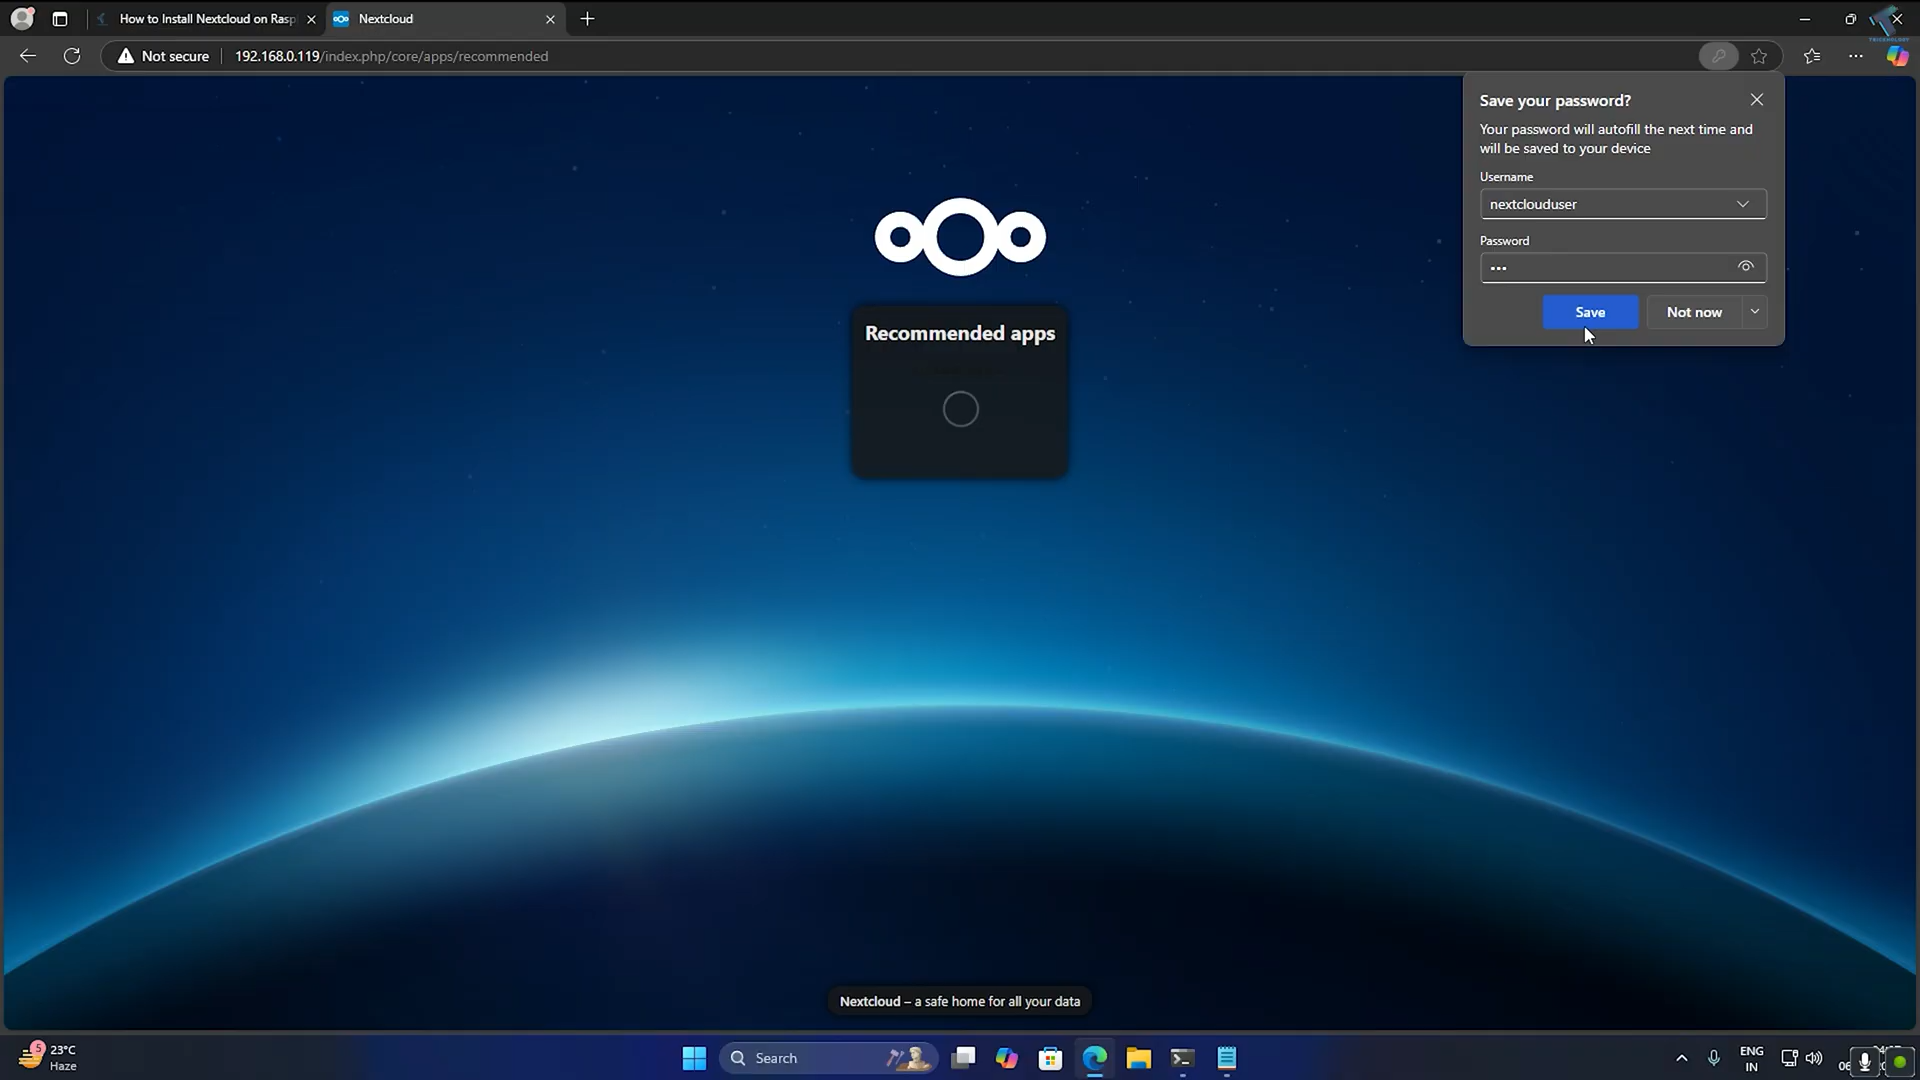 How to Install Nextcloud on Rasp
Nextcloud
Not secure
192.168.0.119/index.php/core/apps/recommended
Save your password?
Your password will autofill the next time and
will be saved to your device
Username
nextclouduser
Password
Save
Not now
Recommended apps
Nextcloud – a safe home for all your data
5
23°C
Haze
Search
ENG
IN